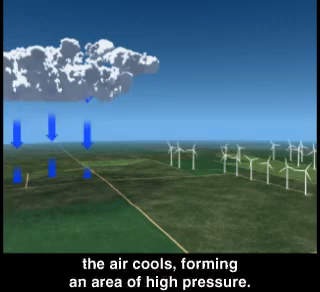 the air cools, forming
an area of high pressure.